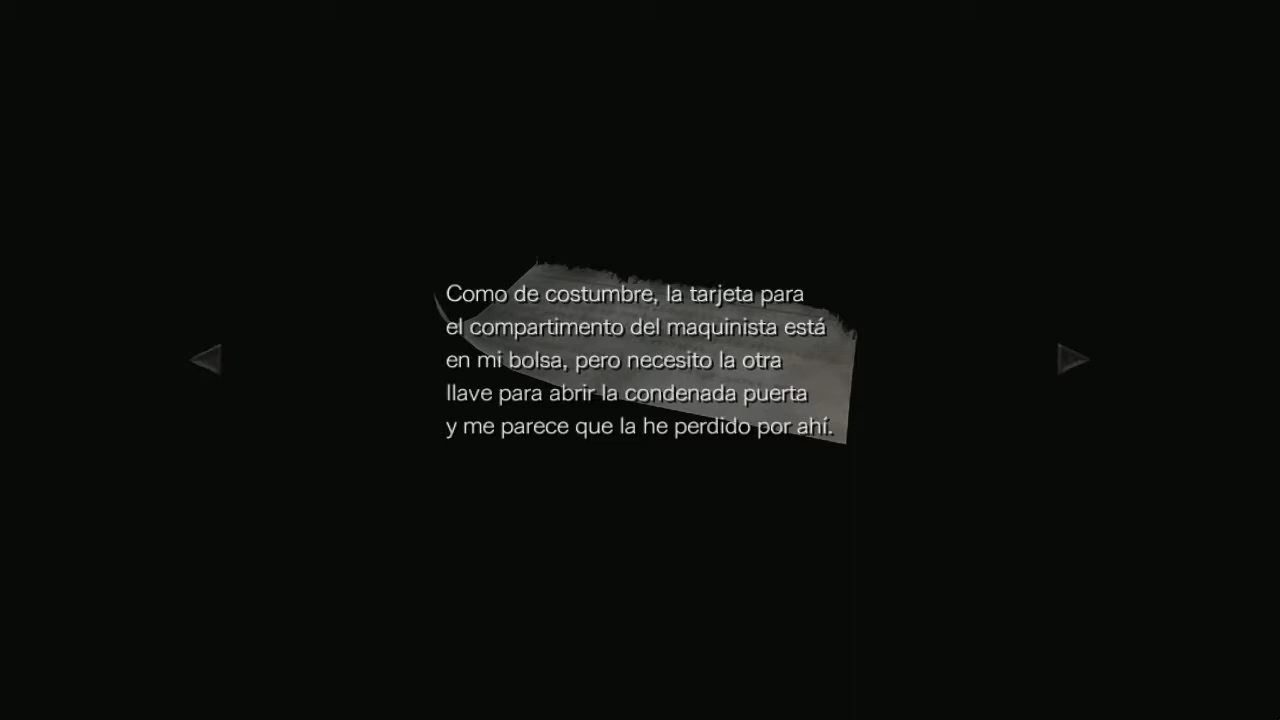 Como de costumbre, la tarjeta para
el compartimento del maquinista está
en mi bolsa, pero necesito la otra
llave para abrir la condenada puerta
y me parece que la he perdido por ahí.